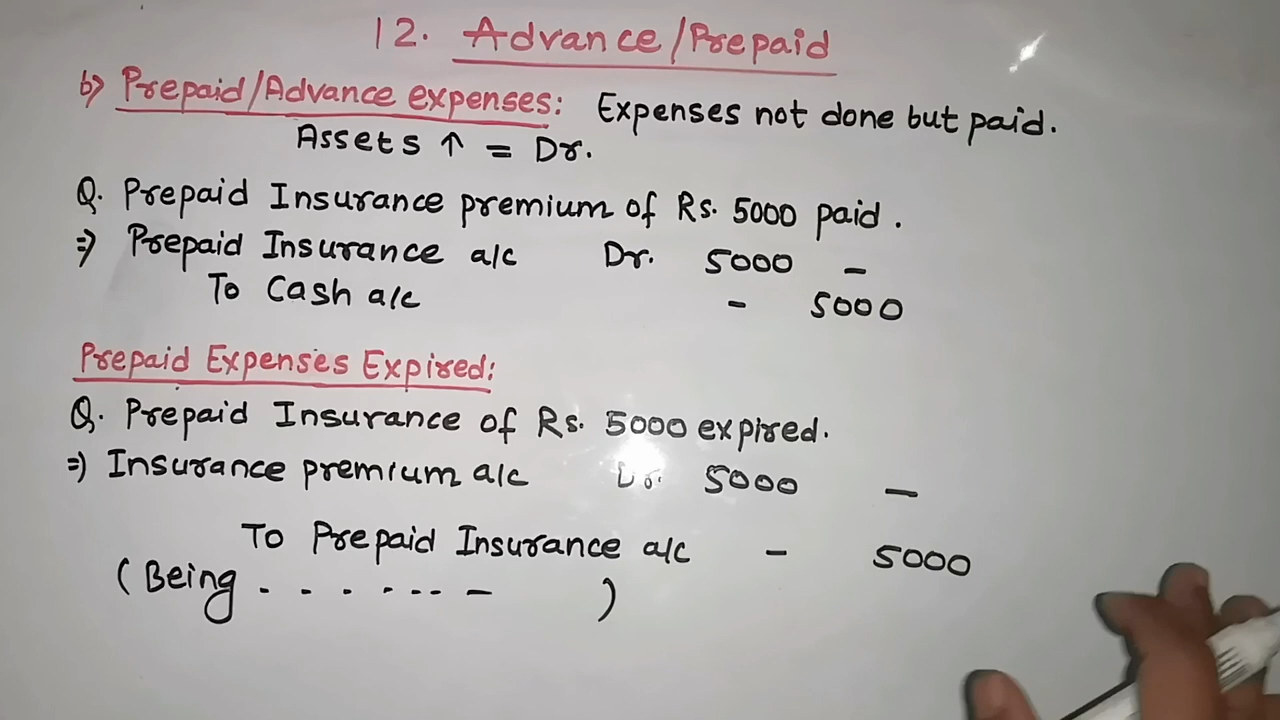 12. Advance/Prepaid
b) Prepaid/Advance expenses: Expenses not done but paid.
Assets ↑ = Dr.
Q. Prepaid Insurance premium of Rs. 5000 paid.
⇒ Prepaid Insurance a/c Dr. 5000 –
To Cash a/c – 5000
Prepaid Expenses Expired:
Q. Prepaid Insurance of Rs. 5000 expired.
⇒ Insurance premium a/c Dr. 5000 –
To Prepaid Insurance a/c – 5000
(Being . . . . ... – )